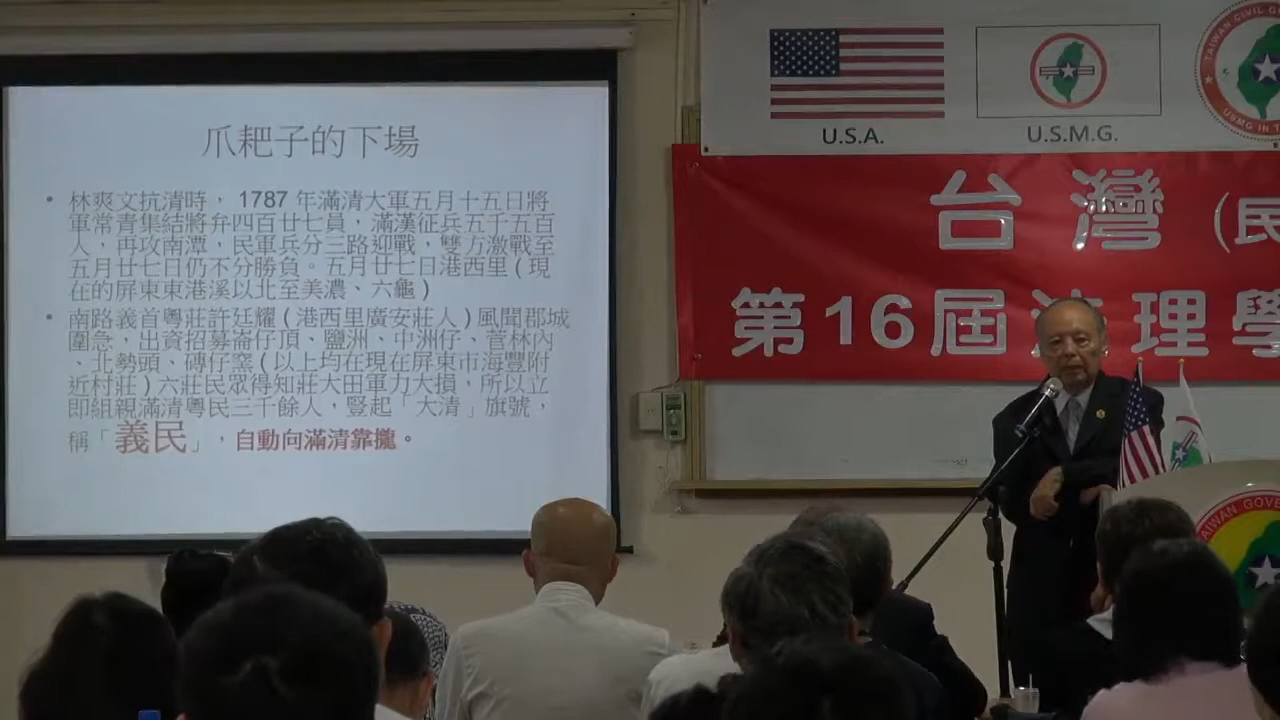 爪耙子的下場
• 林爽文抗清時， 1787 年滿清大軍五月十五日將
軍常青集結將弁四百廿七員，滿漢征兵五千五百
人，再攻南潭，民軍兵分三路迎戰，雙方激戰至
五月廿七日仍不分勝負。五月廿七日港西里 ( 現
在的屏東東港溪以北至美濃、六龜 )
• 南路義首粵莊許廷耀 ( 港西里廣安莊人 ) 風聞郡城
圍急，出資招募崙仔頂、鹽洲、中洲仔、菅林內
、北勢頭、磚仔窯 ( 以上均在現在屏東市海豐附
近村莊 ) 六莊民眾得知莊大田軍力大損，所以立
即組親滿清粵民三千餘人，豎起「大清」旗號，
稱「義民」，自動向滿清靠攏。
U.S.A.
U.S.M.G.
TAIWAN CIVIL
USMG IN
台灣 (民
第16屆法理學
TAIWAN